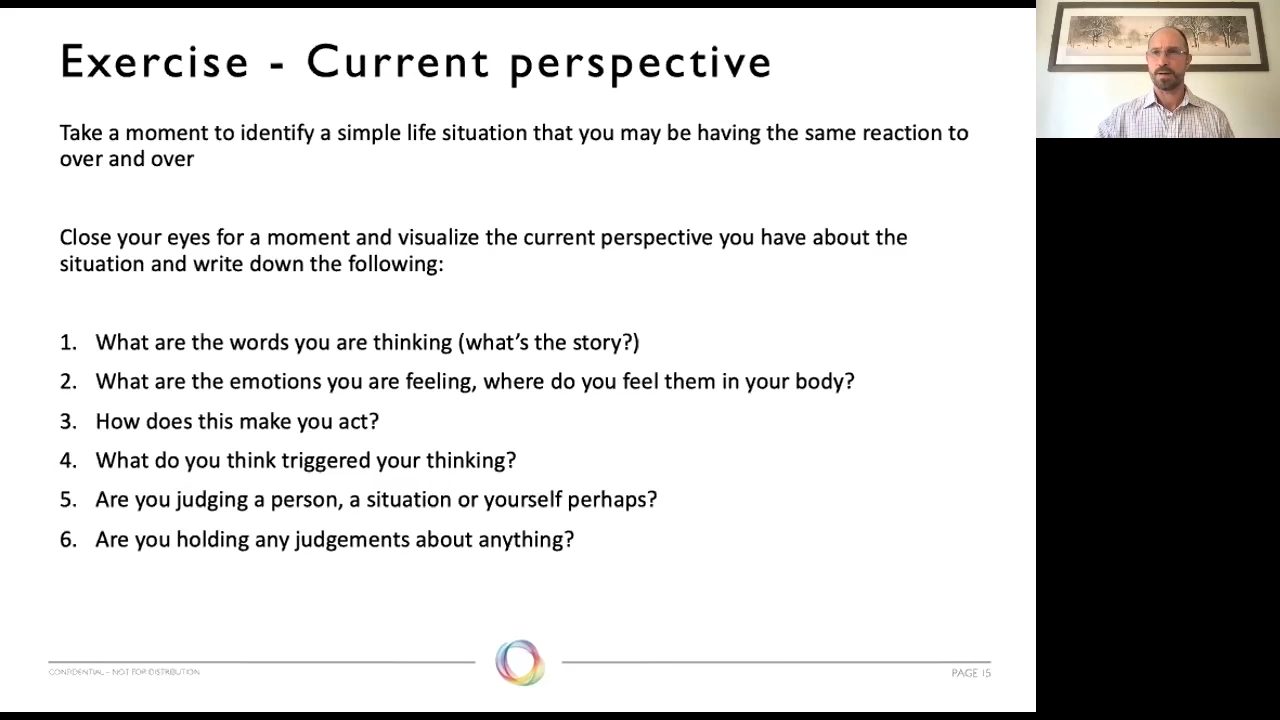 Exercise - Current perspective
Take a moment to identify a simple life situation that you may be having the same reaction to
over and over
Close your eyes for a moment and visualize the current perspective you have about the
situation and write down the following:
1. What are the words you are thinking (what’s the story?)
2. What are the emotions you are feeling, where do you feel them in your body?
3. How does this make you act?
4. What do you think triggered your thinking?
5. Are you judging a person, a situation or yourself perhaps?
6. Are you holding any judgements about anything?
CONFIDENTIAL – NOT FOR DISTRIBUTION
PAGE 15